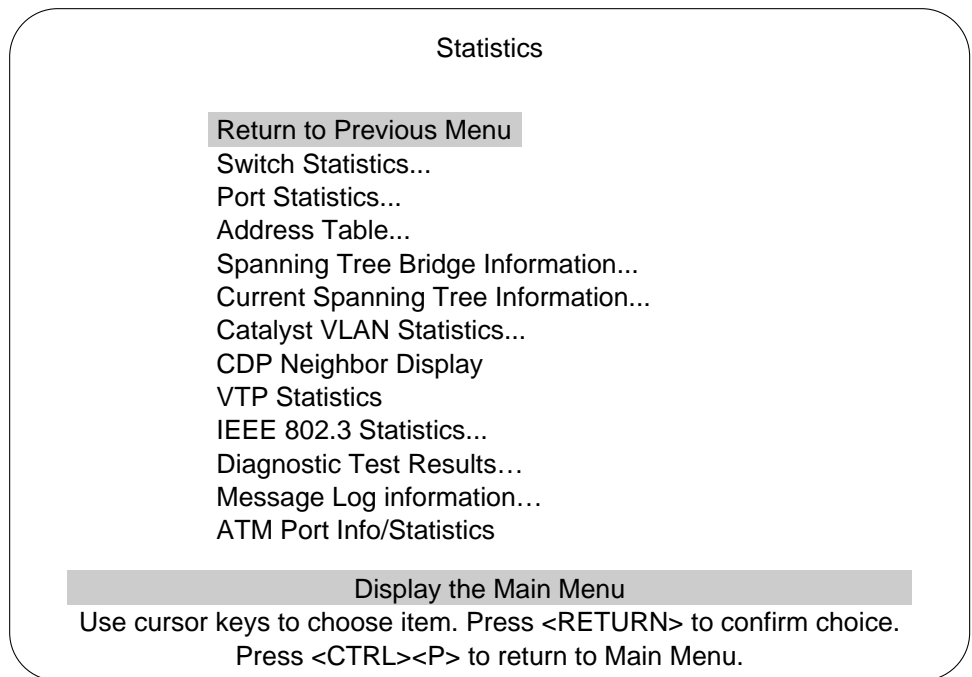 Statistics
Return to Previous Menu
Switch Statistics...
Port Statistics...
Address Table...
Spanning Tree Bridge Information...
Current Spanning Tree Information...
Catalyst VLAN Statistics...
CDP Neighbor Display
VTP Statistics
IEEE 802.3 Statistics...
Diagnostic Test Results…
Message Log information…
ATM Port Info/Statistics
Display the Main Menu
Use cursor keys to choose item. Press <RETURN> to confirm choice.
Press <CTRL><P> to return to Main Menu.